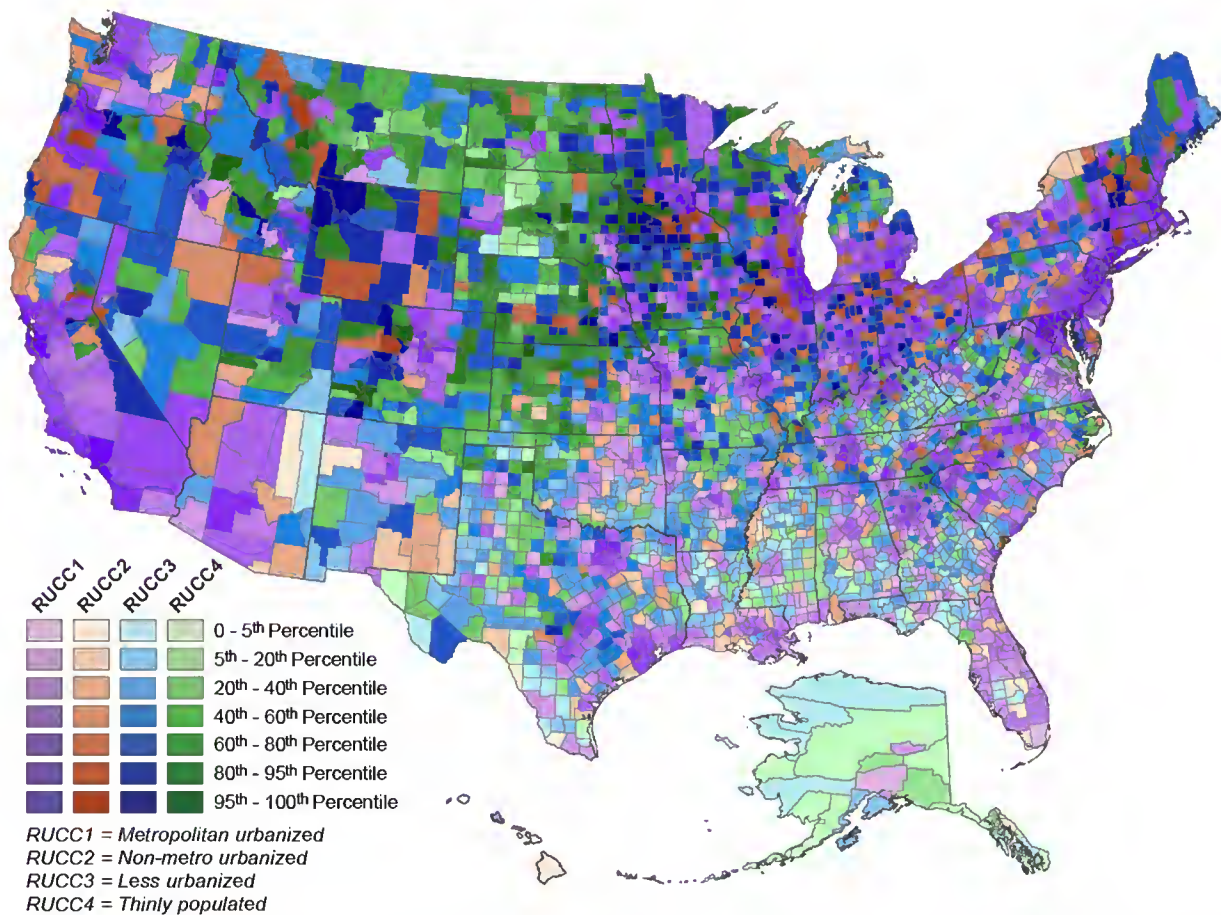 RUCC1 RUCC2 RUCC3 RUCC4
0 - 5th Percentile
5th - 20th Percentile
20th - 40th Percentile
40th - 60th Percentile
60th - 80th Percentile
80th - 95th Percentile
95th - 100th Percentile
RUCC1 = Metropolitan urbanized
RUCC2 = Non-metro urbanized
RUCC3 = Less urbanized
RUCC4 = Thinly populated